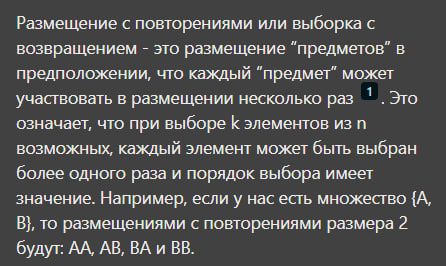 Размещение с повторениями или выборка с
возвращением - это размещение “предметов” в
предположении, что каждый “предмет” может
участвовать в размещении несколько раз 1 . Это
означает, что при выборе k элементов из n
возможных, каждый элемент может быть выбран
более одного раза и порядок выбора имеет
значение. Например, если у нас есть множество {A,
B}, то размещениями с повторениями размера 2
будут: AA, AB, BA и BB.